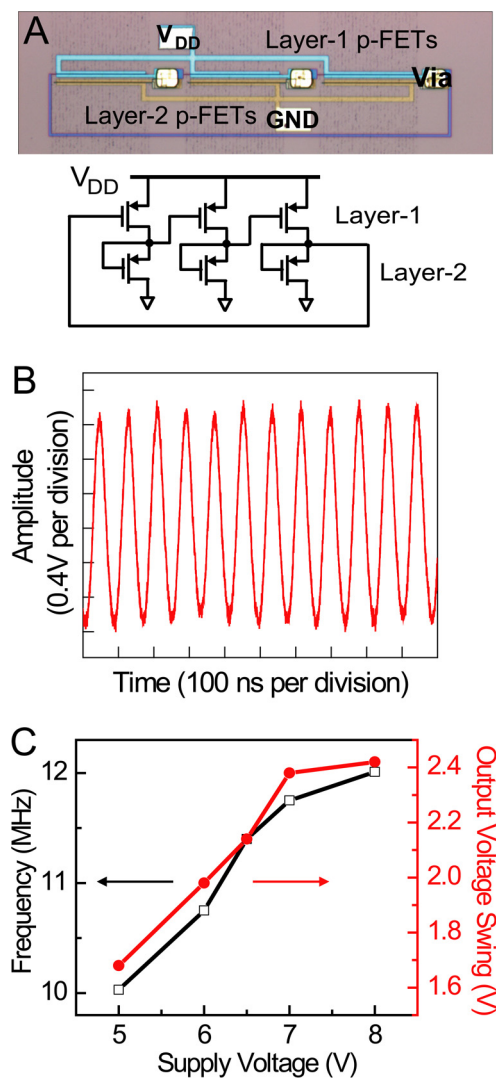 A
V_DD
Layer-1 p-FETs
Via
Layer-2 p-FETs
GND
V_DD
Layer-1
Layer-2
B
Amplitude
(0.4V per division)
Time (100 ns per division)
C
12
11
10
Frequency (MHz)
2.4
2.2
2.0
1.8
1.6
Output Voltage
Swing (V)
5
6
7
8
Supply Voltage (V)